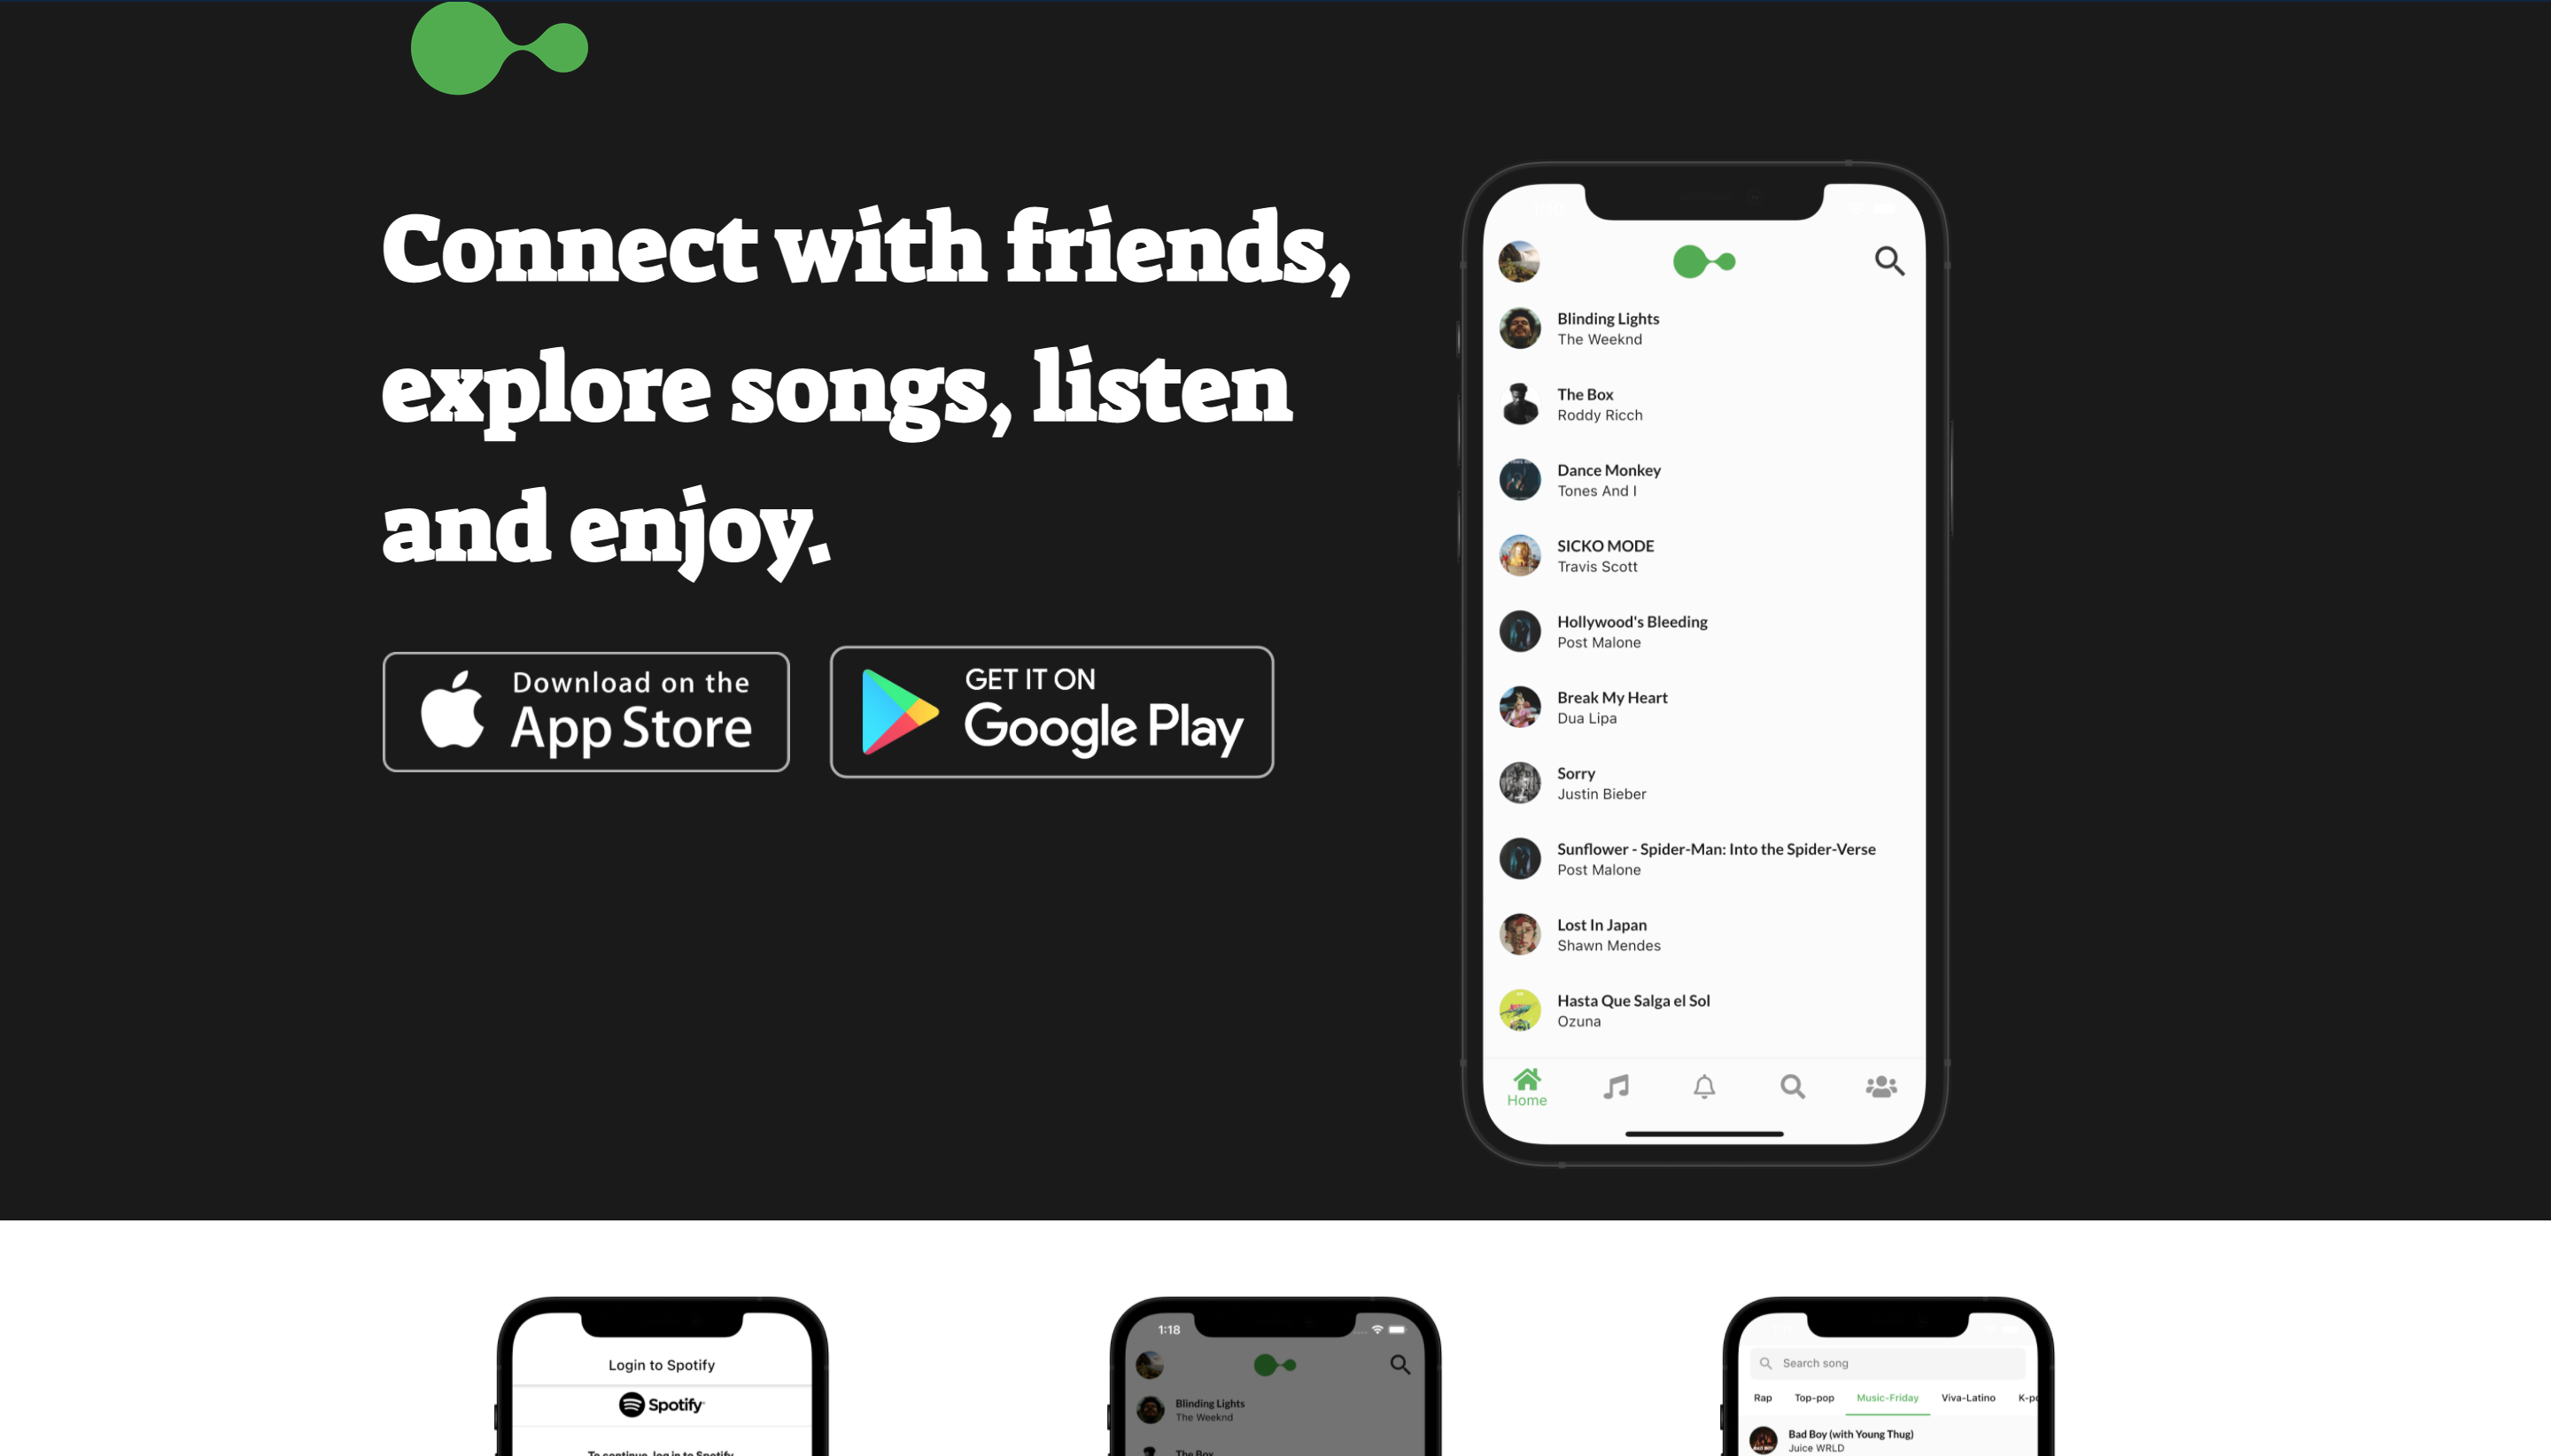 Connect with friends,
explore songs, listen
and enjoy.
Download on the
App Store
GET IT ON
Google Play
Blinding Lights
The Weeknd
The Box
Roddy Ricch
Dance Monkey
Tones And I
SICKO MODE
Travis Scott
Hollywood's Bleeding
Post Malone
Break My Heart
Dua Lipa
Sorry
Justin Bieber
Sunflower - Spider-Man: Into the Spider-Verse
Post Malone
Lost In Japan
Shawn Mendes
Hasta Que Salga el Sol
Ozuna
Home
Login to Spotify
Spotify
To continue, log in to Spotify.
1:18
Blinding Lights
The Weeknd
The Box
Search song
Rap Top-pop Music-Friday Viva-Latino K-po
Bad Boy (with Young Thug)
Juice WRLD
BAD BOY